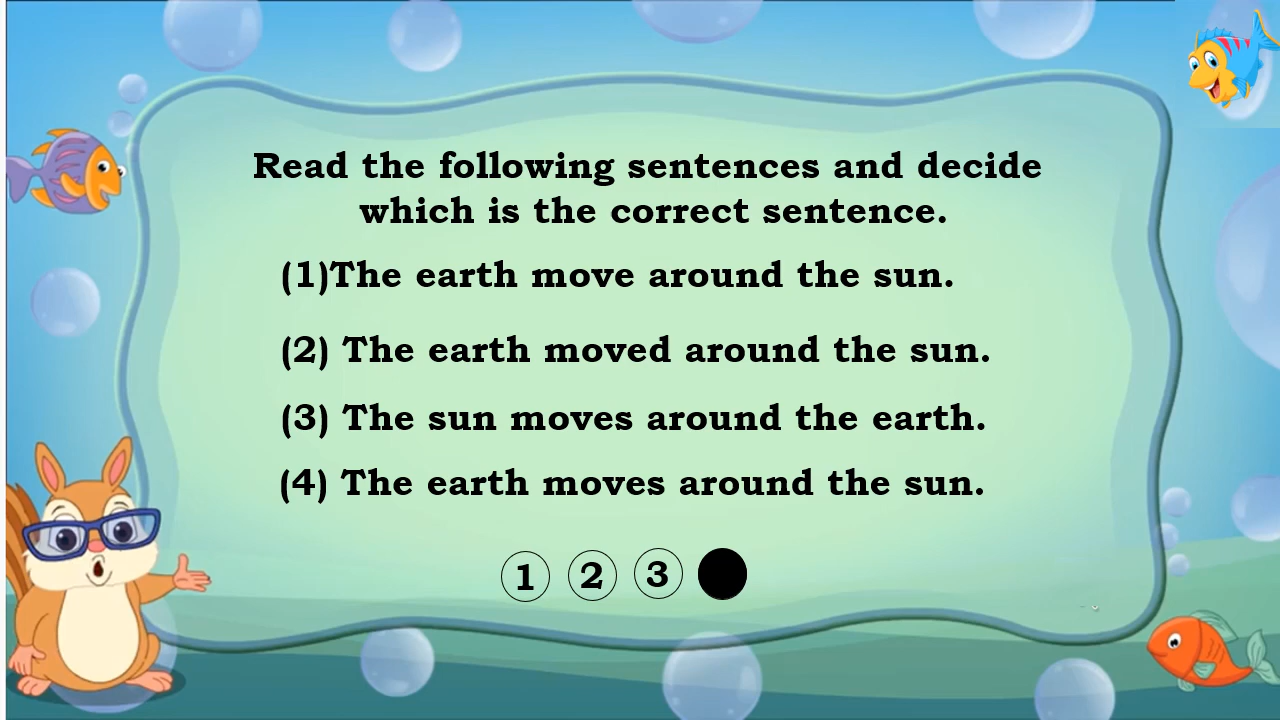 Read the following sentences and decide
which is the correct sentence.
(1)The earth move around the sun.
(2) The earth moved around the sun.
(3) The sun moves around the earth.
(4) The earth moves around the sun.
1 2 3